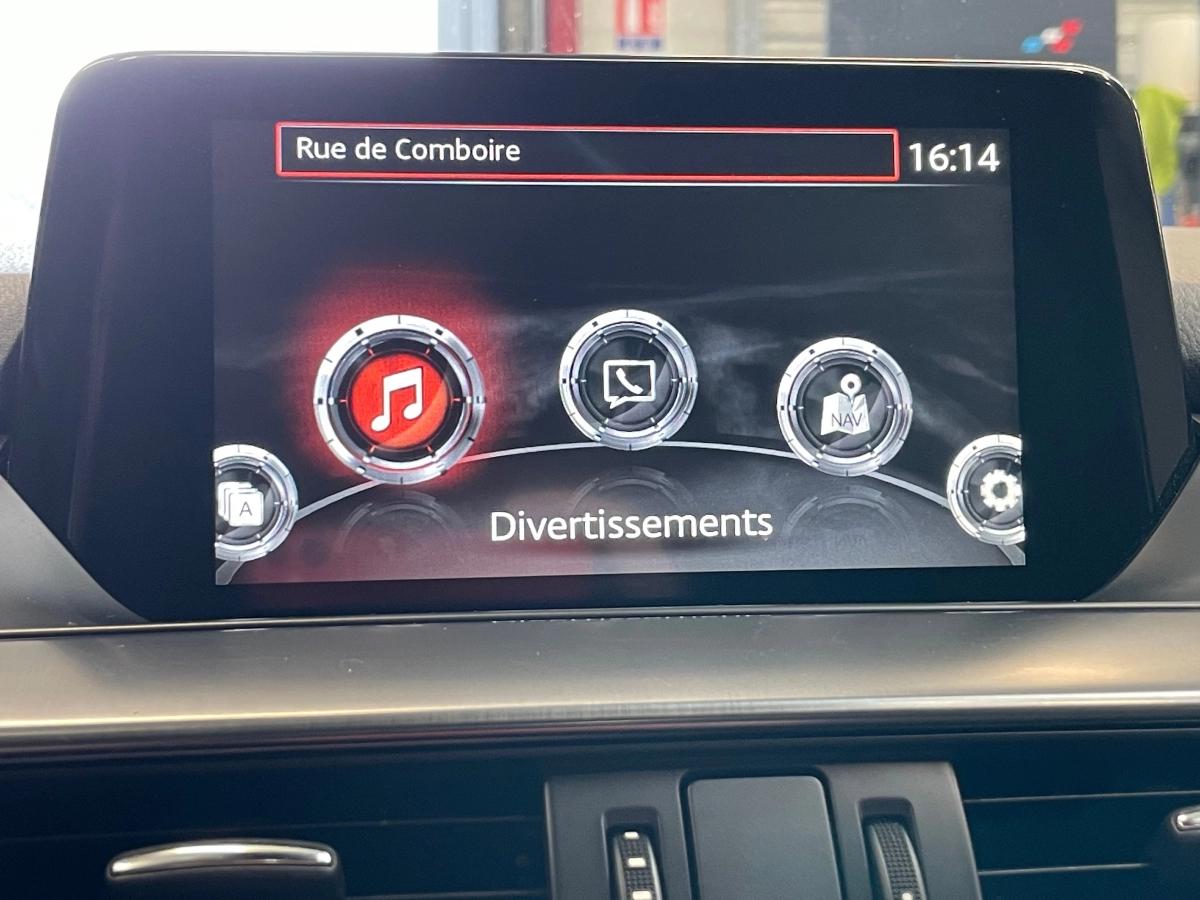 Rue de Comboire
16:14
NAV
A
Divertissements